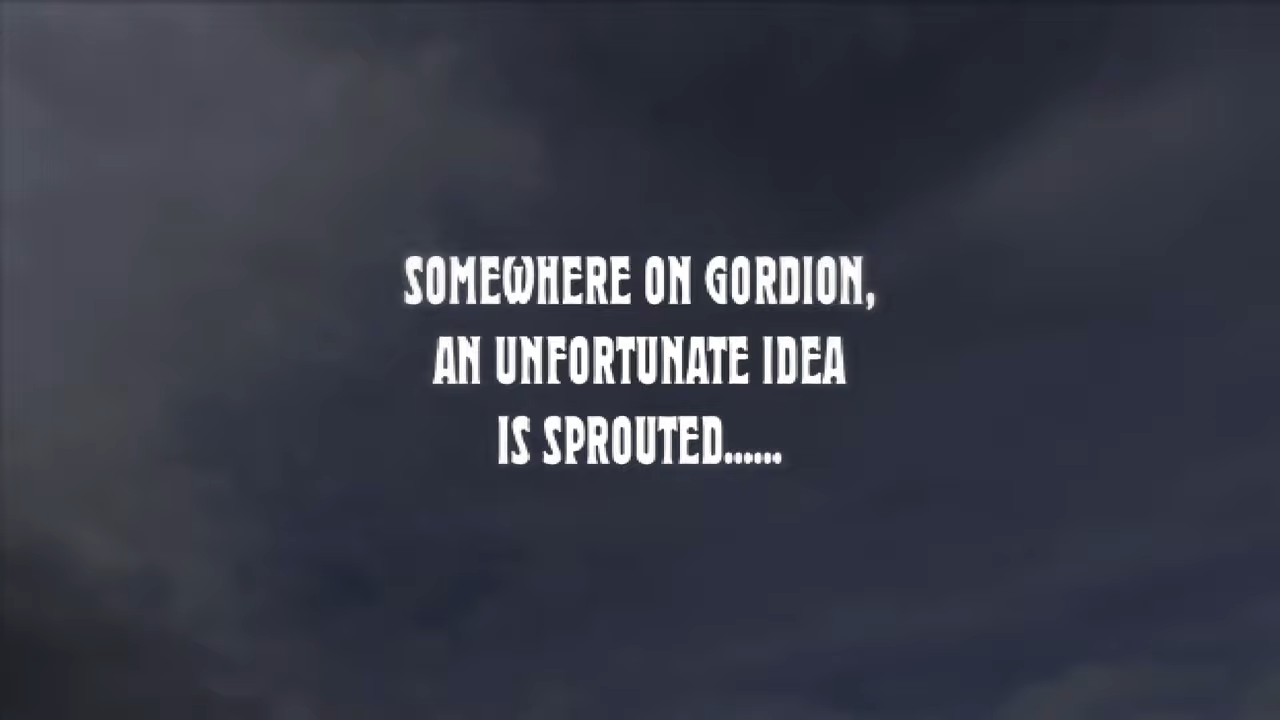 SOMEWHERE ON GORDION,
AN UNFORTUNATE IDEA
IS SPROUTED......